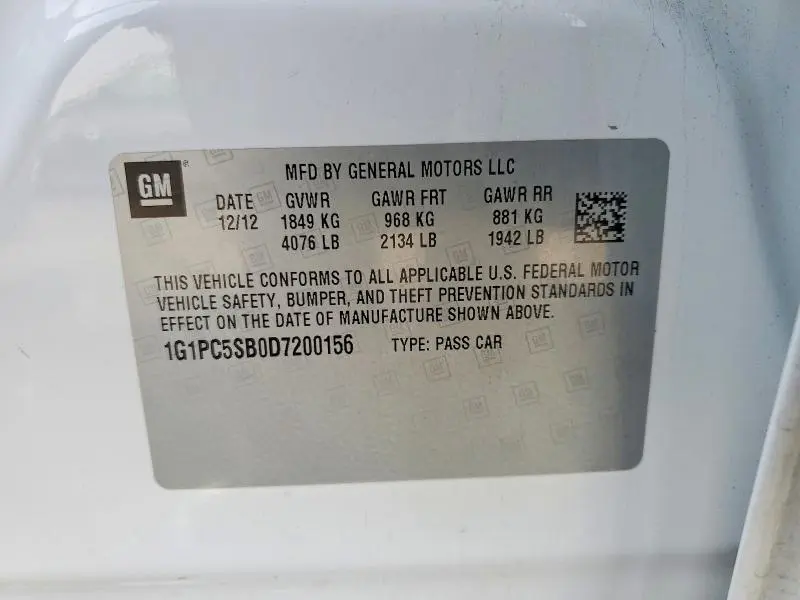 GM
MFD BY GENERAL MOTORS LLC
DATE GVWR GAWR FRT GAWR RR
12/12 1849 KG 968 KG 881 KG
4076 LB 2134 LB 1942 LB
THIS VEHICLE CONFORMS TO ALL APPLICABLE U.S. FEDERAL MOTOR
VEHICLE SAFETY, BUMPER, AND THEFT PREVENTION STANDARDS IN
EFFECT ON THE DATE OF MANUFACTURE SHOWN ABOVE.
1G1PC5SB0D7200156 TYPE: PASS CAR